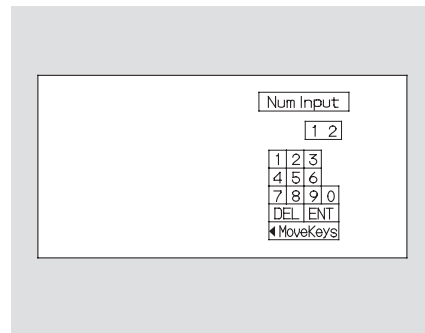 Num Input
1 2
1 2 3
4 5 6
7 8 9 0
DEL ENT
◀ MoveKeys